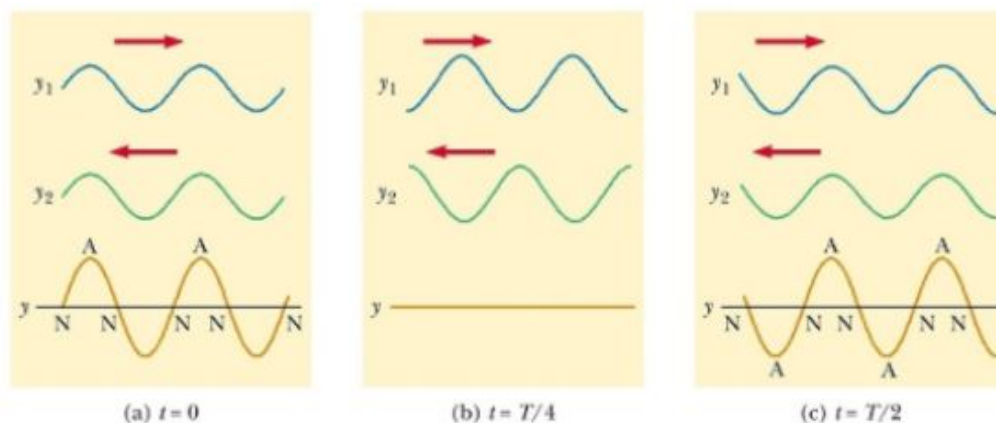 y₁
y₂
A A
y
N N N N N
(a) t = 0
y₁
y₂
y
(b) t = T/4
y₁
y₂
A A
y
N N N N N
A A
(c) t = T/2